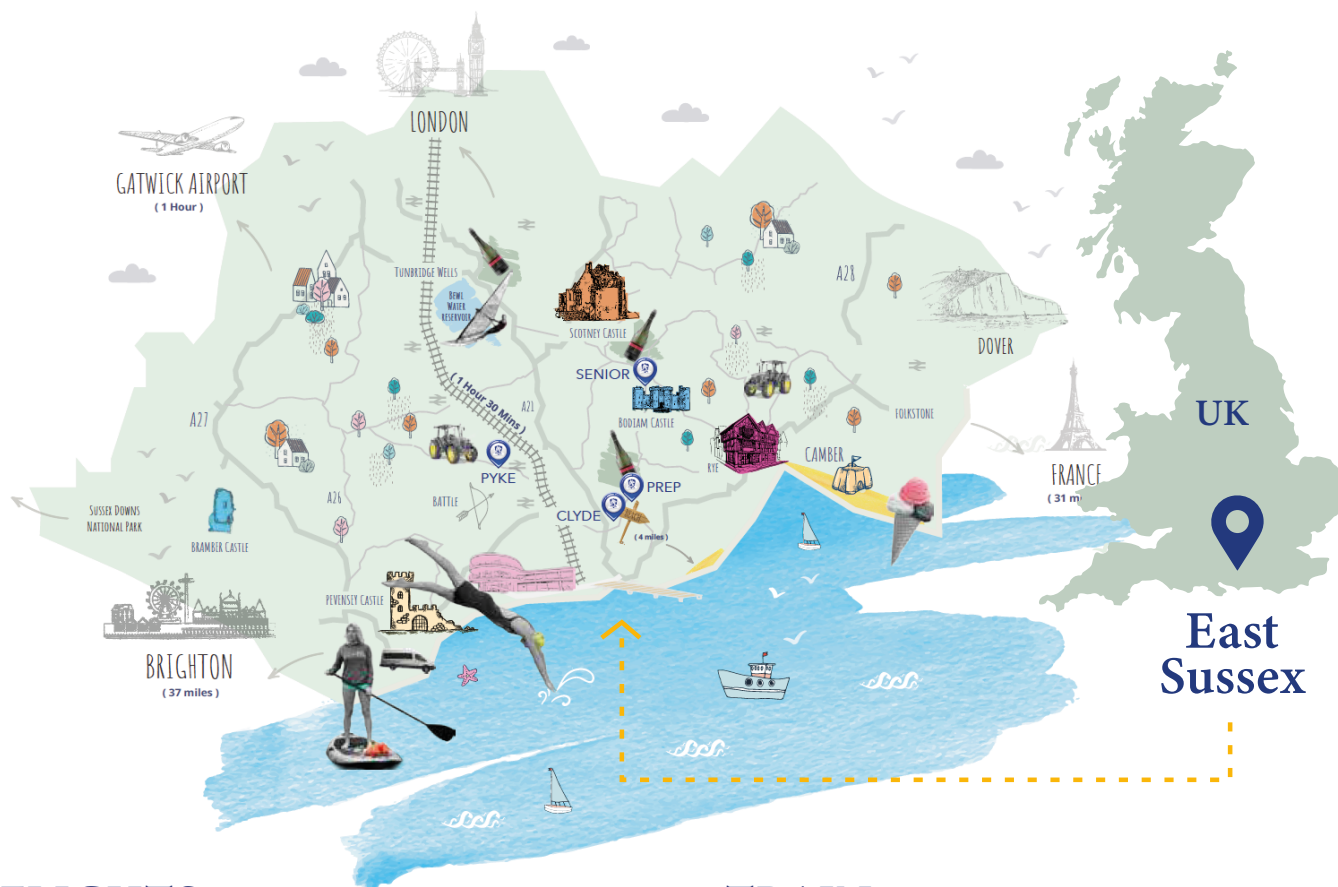 LONDON
GATWICK AIRPORT
( 1 Hour )
TUNBRIDGE WELLS
BEWL
WATER
RESERVOIR
SCOTNEY CASTLE
A28
DOVER
SENIOR
BODIAM CASTLE
( 1 Hour 30 Mins )
A21
A27
FOLKSTONE
UK
RYE
CAMBER
FRANCE
( 31 m
PYKE
PREP
CLYDE
BATTLE
A26
SUSSEX DOWNS
NATIONAL PARK
BRAMBER CASTLE
( 4 miles )
PEVENSEY CASTLE
BRIGHTON
( 37 miles )
East
Sussex